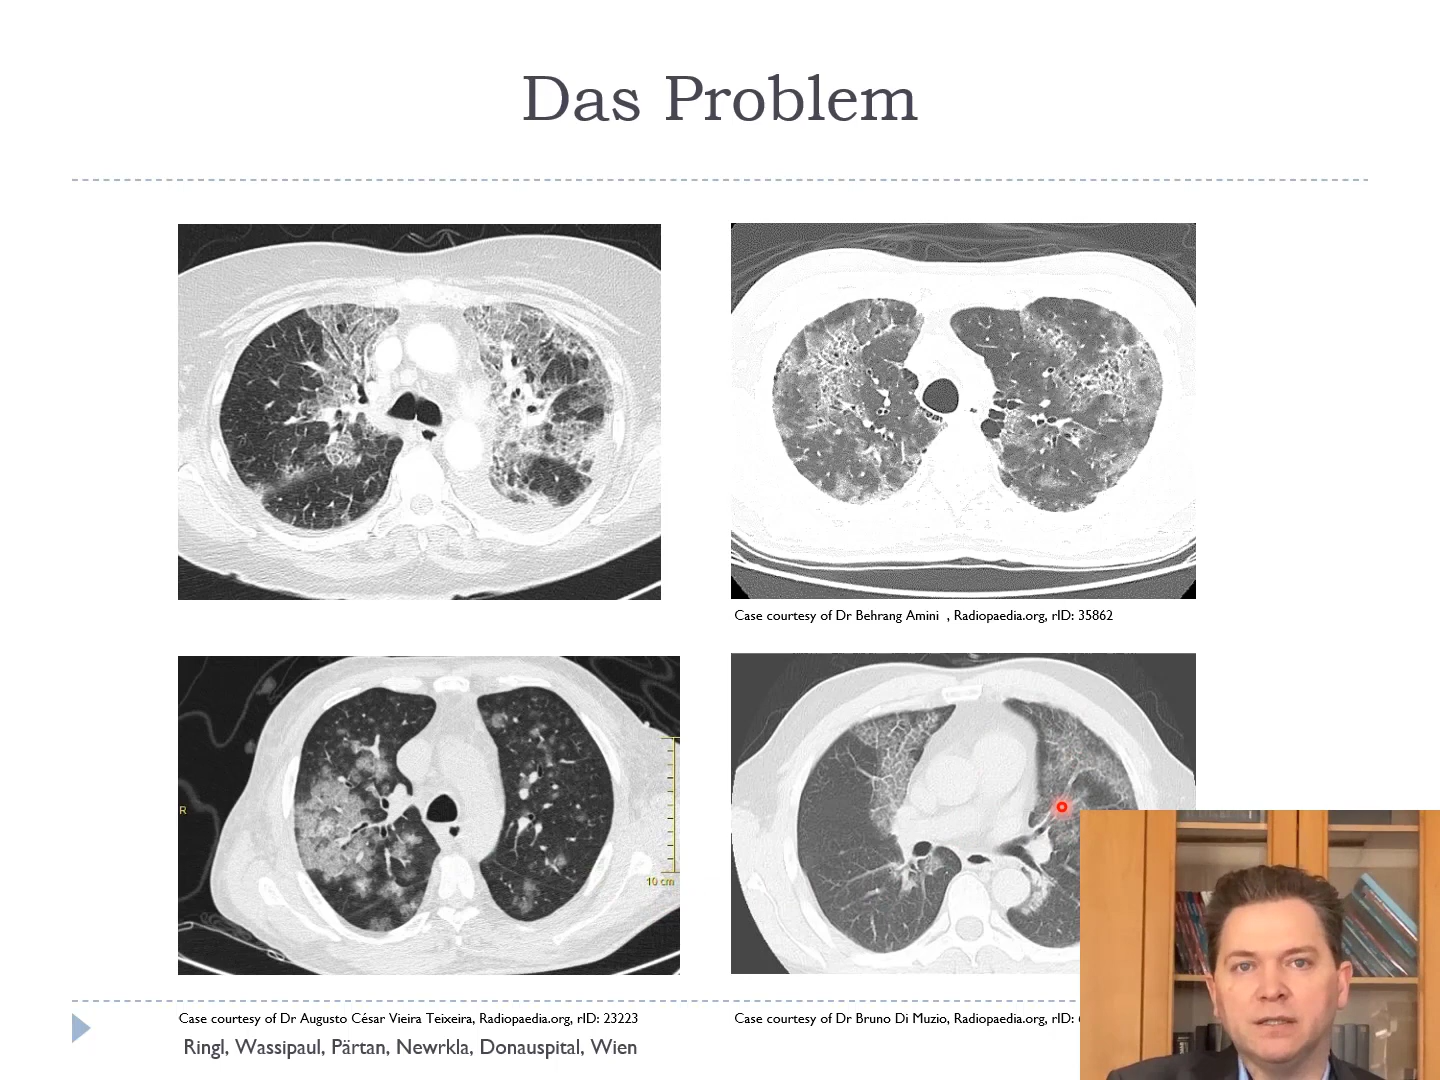 Das Problem
Case courtesy of Dr Behrang Amini , Radiopaedia.org, rID: 35862
R
10 cm
Case courtesy of Dr Augusto César Vieira Teixeira, Radiopaedia.org, rID: 23223
Case courtesy of Dr Bruno Di Muzio, Radiopaedia.org, rID:
Ringl, Wassipaul, Pärtan, Newrkla, Donauspital, Wien